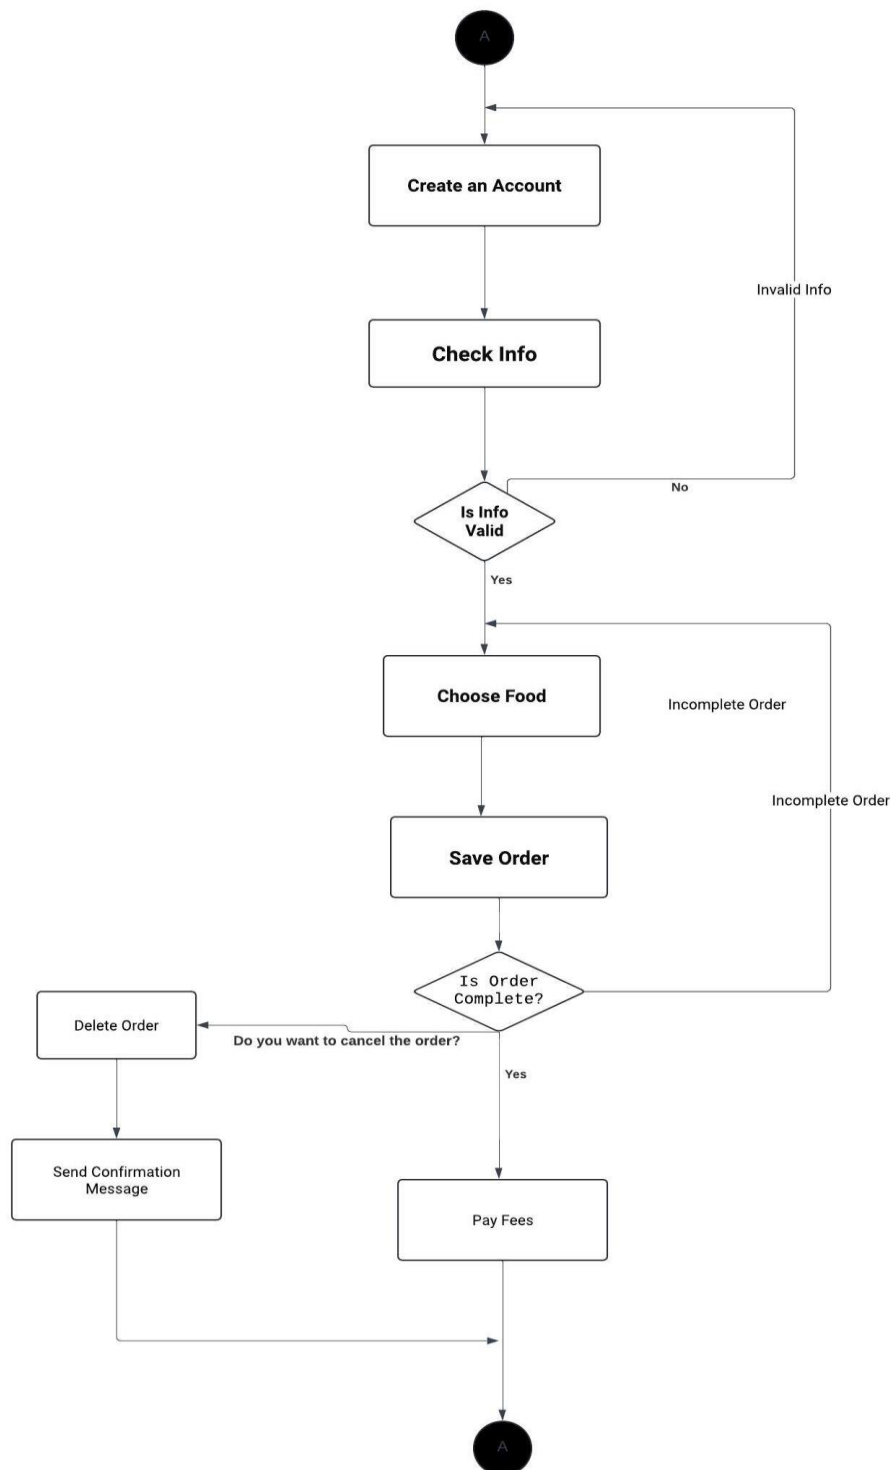 A
Create an Account
Invalid Info
Check Info
No
Is Info
Valid
Yes
Choose Food
Incomplete Order
Incomplete Order
Save Order
Is Order
Complete?
Delete Order
Do you want to cancel the order?
Yes
Send Confirmation
Message
Pay Fees
A